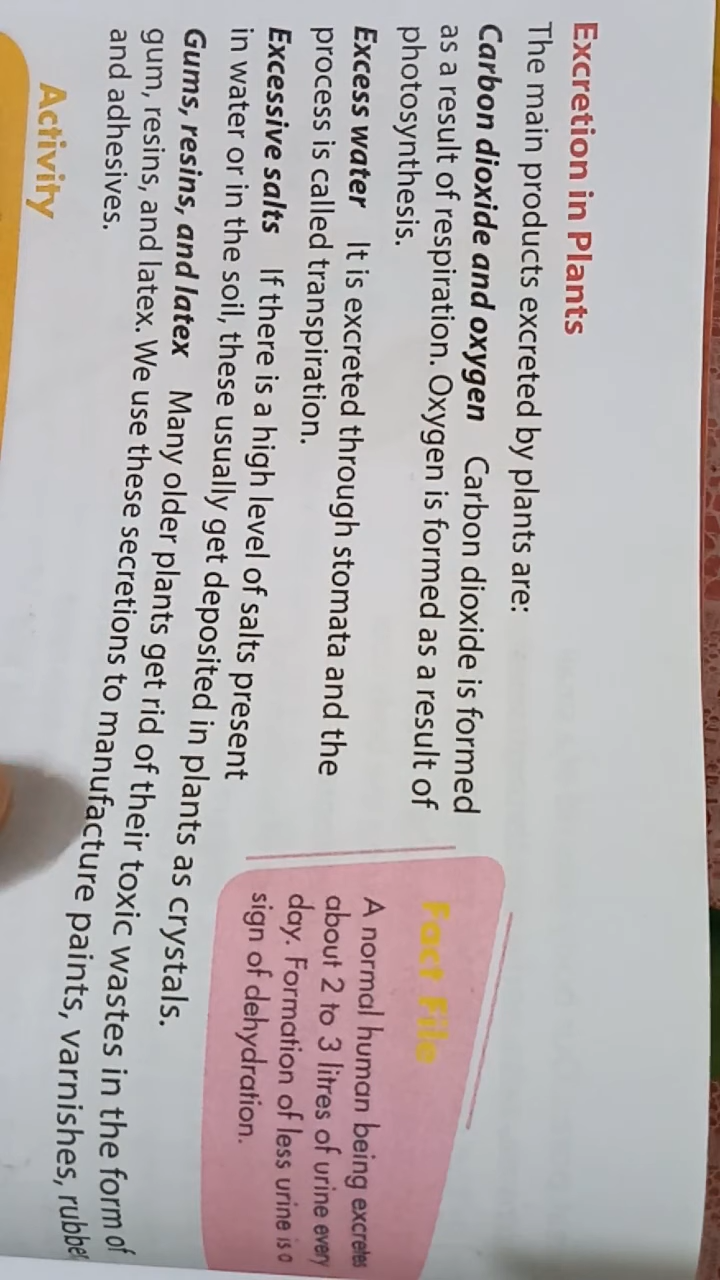 Excretion in Plants
The main products excreted by plants are:
Carbon dioxide and oxygen Carbon dioxide is formed
as a result of respiration. Oxygen is formed as a result of
photosynthesis.
Excess water It is excreted through stomata and the
process is called transpiration.
Excessive salts If there is a high level of salts present
in water or in the soil, these usually get deposited in plants as crystals.
Gums, resins, and latex Many older plants get rid of their toxic wastes in the form of
gum, resins, and latex. We use these secretions to manufacture paints, varnishes, rubber
and adhesives.
Fact File
A normal human being excretes
about 2 to 3 litres of urine every
day. Formation of less urine is a
sign of dehydration.
Activity